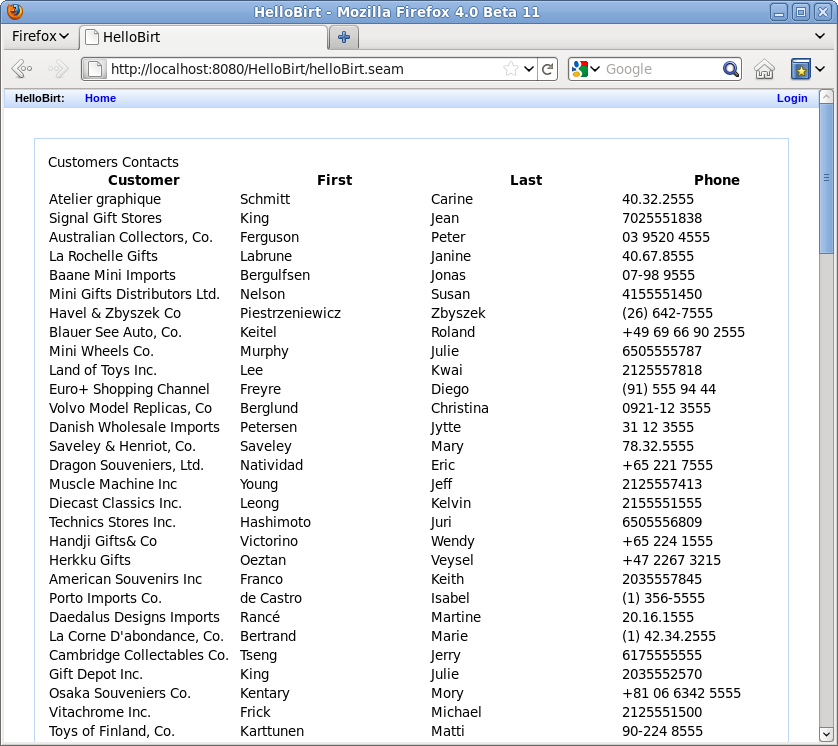 HelloBirt - Mozilla Firefox 4.0 Beta 11
Firefox HelloBirt
http://localhost:8080/HelloBirt/helloBirt.seam Google
HelloBirt: Home Login
Customers Contacts
Customer First Last Phone
Atelier graphique Schmitt Carine 40.32.2555
Signal Gift Stores King Jean 7025551838
Australian Collectors, Co. Ferguson Peter 03 9520 4555
La Rochelle Gifts Labrune Janine 40.67.8555
Baane Mini Imports Bergulfsen Jonas 07-98 9555
Mini Gifts Distributors Ltd. Nelson Susan 4155551450
Havel & Zbyszek Co Piestrzeniewicz Zbyszek (26) 642-7555
Blauer See Auto, Co. Keitel Roland +49 69 66 90 2555
Mini Wheels Co. Murphy Julie 6505555787
Land of Toys Inc. Lee Kwai 2125557818
Euro+ Shopping Channel Freyre Diego (91) 555 94 44
Volvo Model Replicas, Co Berglund Christina 0921-12 3555
Danish Wholesale Imports Petersen Jytte 31 12 3555
Saveley & Henriot, Co. Saveley Mary 78.32.5555
Dragon Souveniers, Ltd. Natividad Eric +65 221 7555
Muscle Machine Inc Young Jeff 2125557413
Diecast Classics Inc. Leong Kelvin 2155551555
Technics Stores Inc. Hashimoto Juri 6505556809
Handji Gifts& Co Victorino Wendy +65 224 1555
Herkku Gifts Oeztan Veysel +47 2267 3215
American Souvenirs Inc Franco Keith 2035557845
Porto Imports Co. de Castro Isabel (1) 356-5555
Daedalus Designs Imports Rancé Martine 20.16.1555
La Corne D'abondance, Co. Bertrand Marie (1) 42.34.2555
Cambridge Collectables Co. Tseng Jerry 6175555555
Gift Depot Inc. King Julie 2035552570
Osaka Souveniers Co. Kentary Mory +81 06 6342 5555
Vitachrome Inc. Frick Michael 2125551500
Toys of Finland, Co. Karttunen Matti 90-224 8555